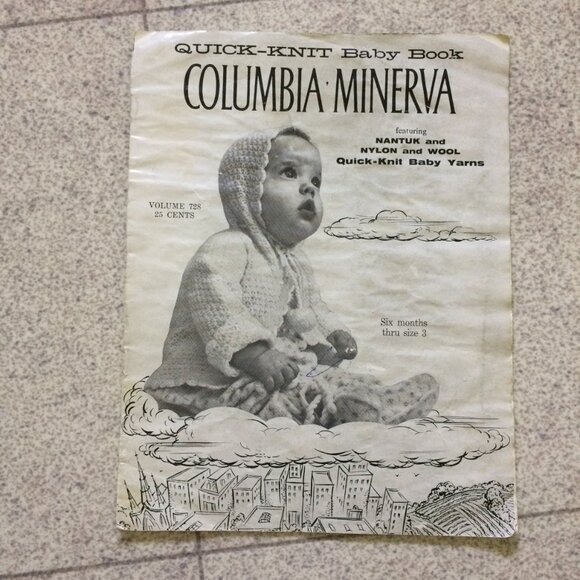 QUICK-KNIT Baby Book
COLUMBIA · MINERVA
featuring
NANTUK and
NYLON and WOOL
Quick-Knit Baby Yarns
VOLUME 728
25 CENTS
Six months
thru size 3